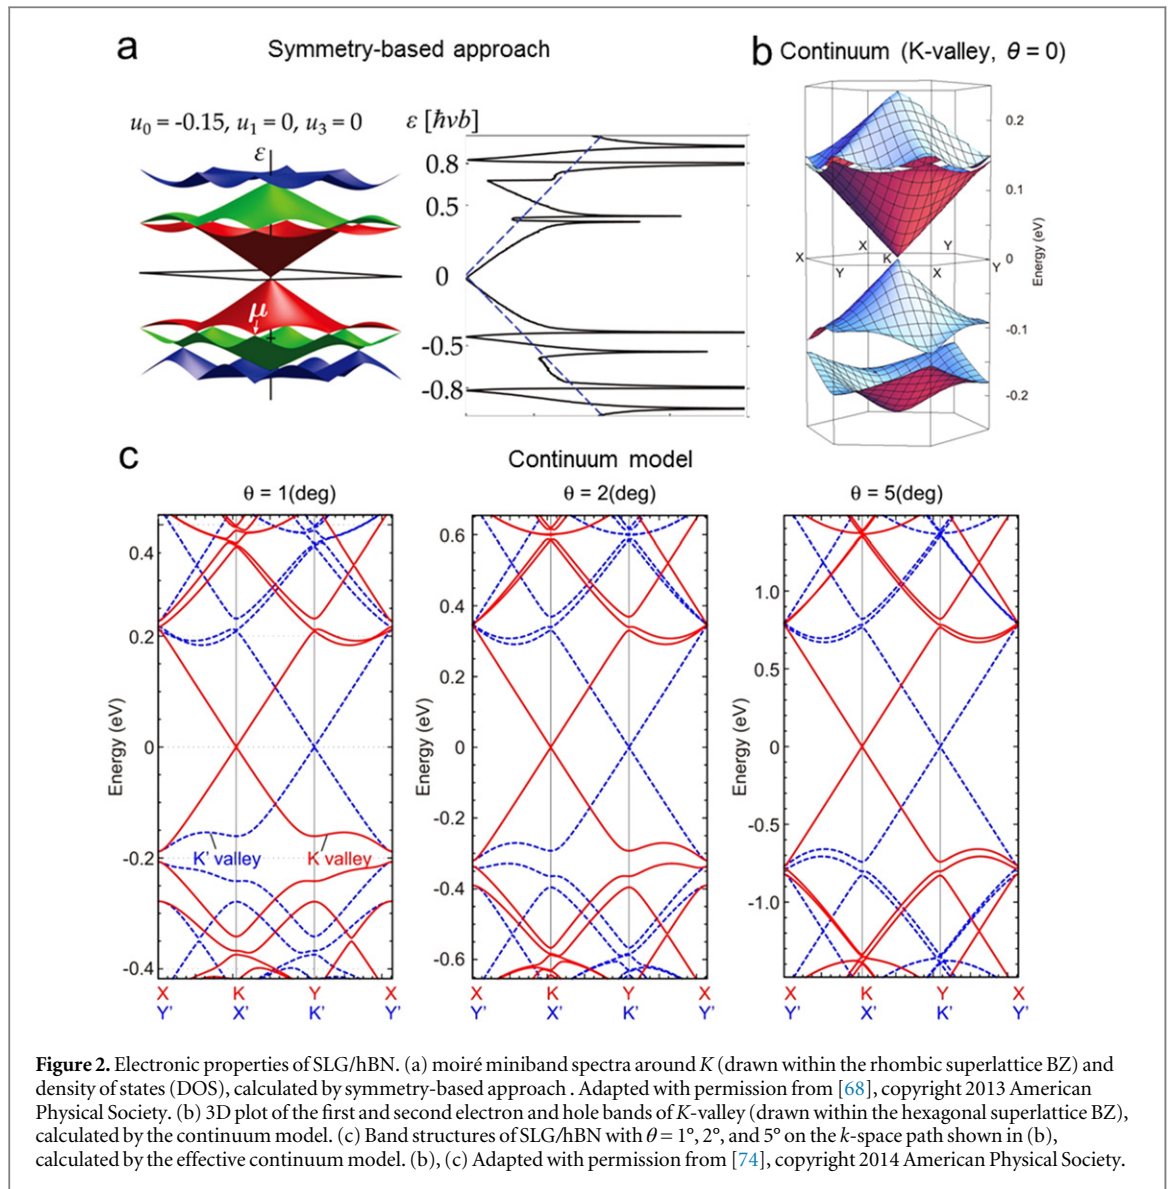 a
Symmetry-based approach
b
Continuum (K-valley, θ = 0)
u0 = -0.15, u1 = 0, u3 = 0
ε [ħvb]
ε
0.8
0.5
0
-0.5
-0.8
μ
0.2
0.1
0
-0.1
-0.2
Energy (eV)
X
Y
X
K
Y
Y
X
c
Continuum model
θ = 1(deg)
θ = 2(deg)
θ = 5(deg)
Energy (eV)
0.4
0.2
0
-0.2
-0.4
K' valley
K valley
X K Y X
Y' X' K' Y'
Energy (eV)
0.6
0.4
0.2
0
-0.2
-0.4
-0.6
X K Y X
Y' X' K' Y'
Energy (eV)
1.0
0.5
0
-0.5
-1.0
X K Y X
Y' X' K' Y'
Figure 2. Electronic properties of SLG/hBN. (a) moiré miniband spectra around K (drawn within the rhombic superlattice BZ) and
density of states (DOS), calculated by symmetry-based approach . Adapted with permission from [68], copyright 2013 American
Physical Society. (b) 3D plot of the first and second electron and hole bands of K-valley (drawn within the hexagonal superlattice BZ),
calculated by the continuum model. (c) Band structures of SLG/hBN with θ = 1°, 2°, and 5° on the k-space path shown in (b),
calculated by the effective continuum model. (b), (c) Adapted with permission from [74], copyright 2014 American Physical Society.